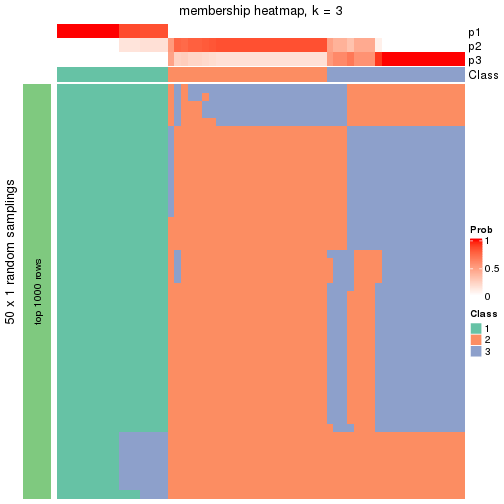 membership heatmap, k = 3
p1
p2
p3
Class
50 x 1 random samplings
top 1000 rows
Prob
1
0.5
0
Class
1
2
3